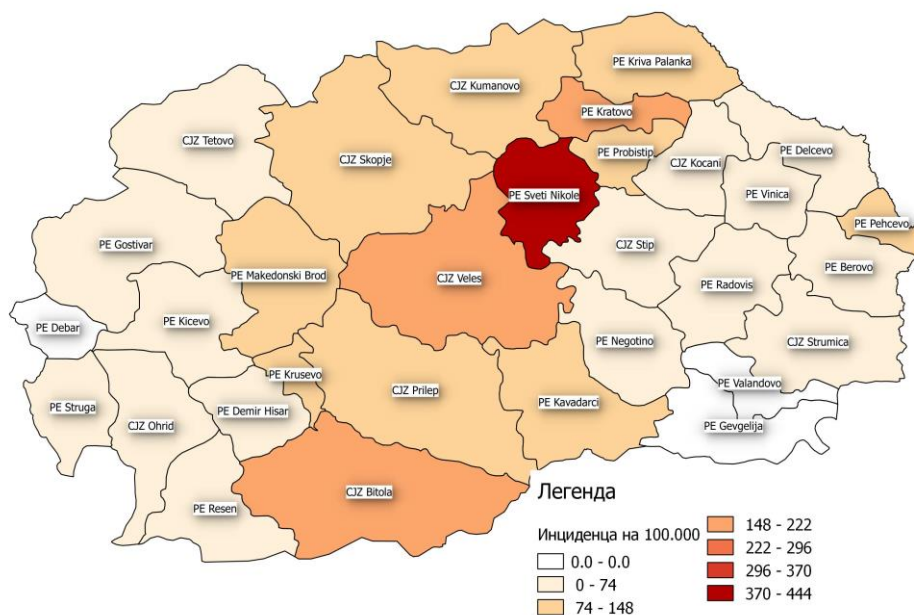 PE Kriva Palanka
CJZ Kumanovo
PE Kratovo
CJZ Tetovo
CJZ Skopje
PE Probistip
PE Delcevo
CJZ Kocani
PE Sveti Nikole
PE Vinica
PE Pehcevo
PE Gostivar
CJZ Stip
PE Makedonski Brod
PE Berovo
CJZ Veles
PE Radovis
PE Debar
PE Kicevo
PE Negotino
CJZ Strumica
PE Krusevo
PE Valandovo
CJZ Prilep
PE Kavadarci
PE Struga
PE Demir Hisar
CJZ Ohrid
PE Gevgelija
CJZ Bitola
PE Resen
Легенда
Инциденца на 100.000
0.0 - 0.0
0 - 74
74 - 148
148 - 222
222 - 296
296 - 370
370 - 444